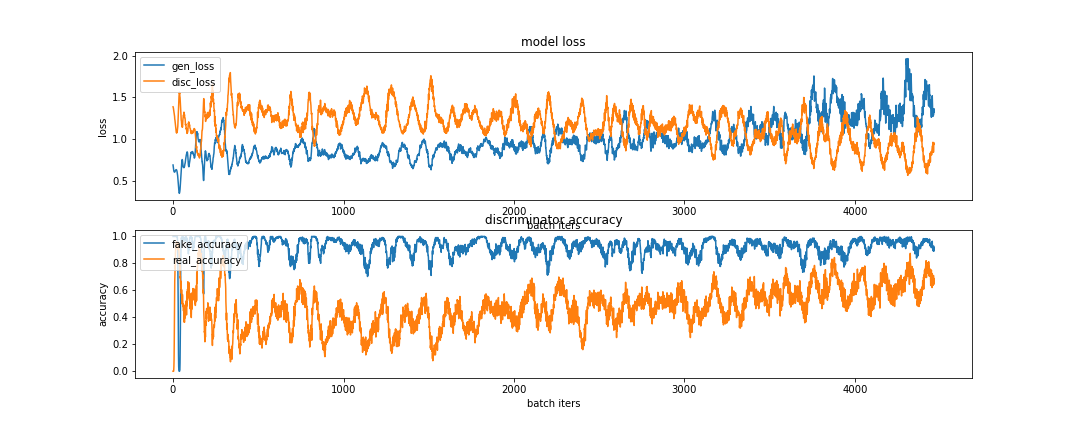 model loss
2.0
1.5
1.0
0.5
loss
gen_loss
disc_loss
0 1000 2000 3000 4000
batch iters
discriminator accuracy
1.0
0.8
0.6
0.4
0.2
0.0
accuracy
fake_accuracy
real_accuracy
0 1000 2000 3000 4000
batch iters